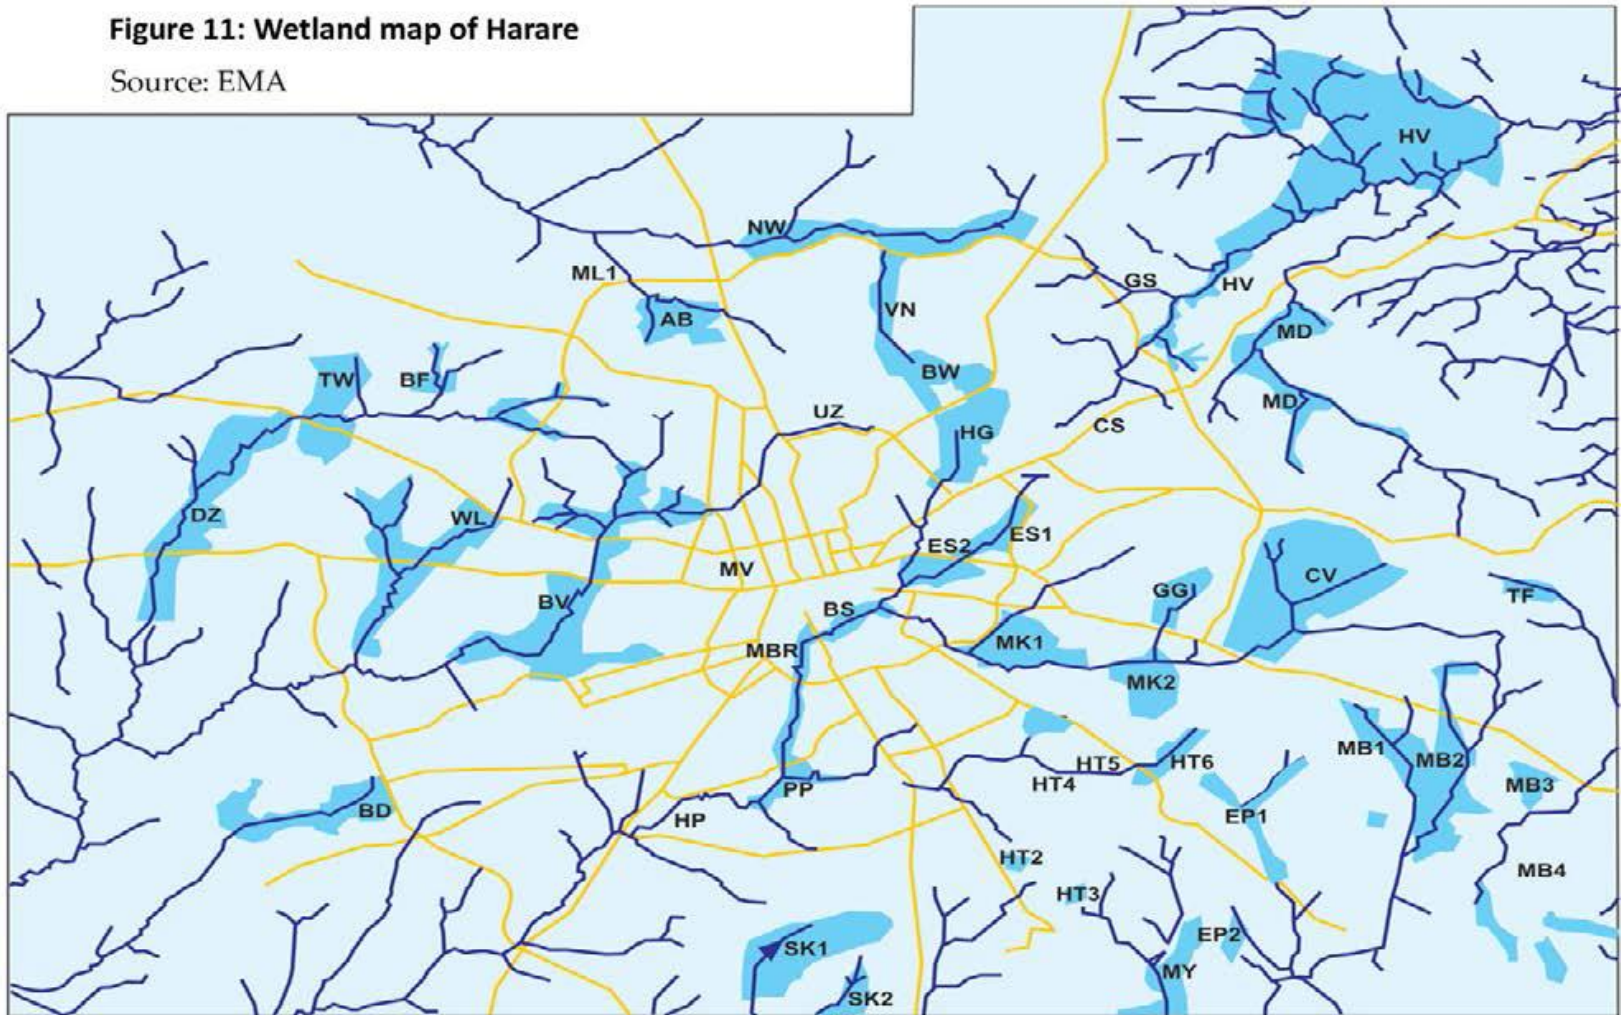 Figure 11: Wetland map of Harare
Source: EMA
HV
NW
ML1
GS
HV
AB
VN
MD
TW
BF
BW
MD
UZ
CS
HG
DZ
WL
ES1
ES2
MV
CV
BV
GGI
TF
BS
MK1
MBR
MK2
MB1
MB2
HT5
HT6
HT4
MB3
PP
BD
HP
EP1
HT2
MB4
HT3
EP2
SK1
MY
SK2